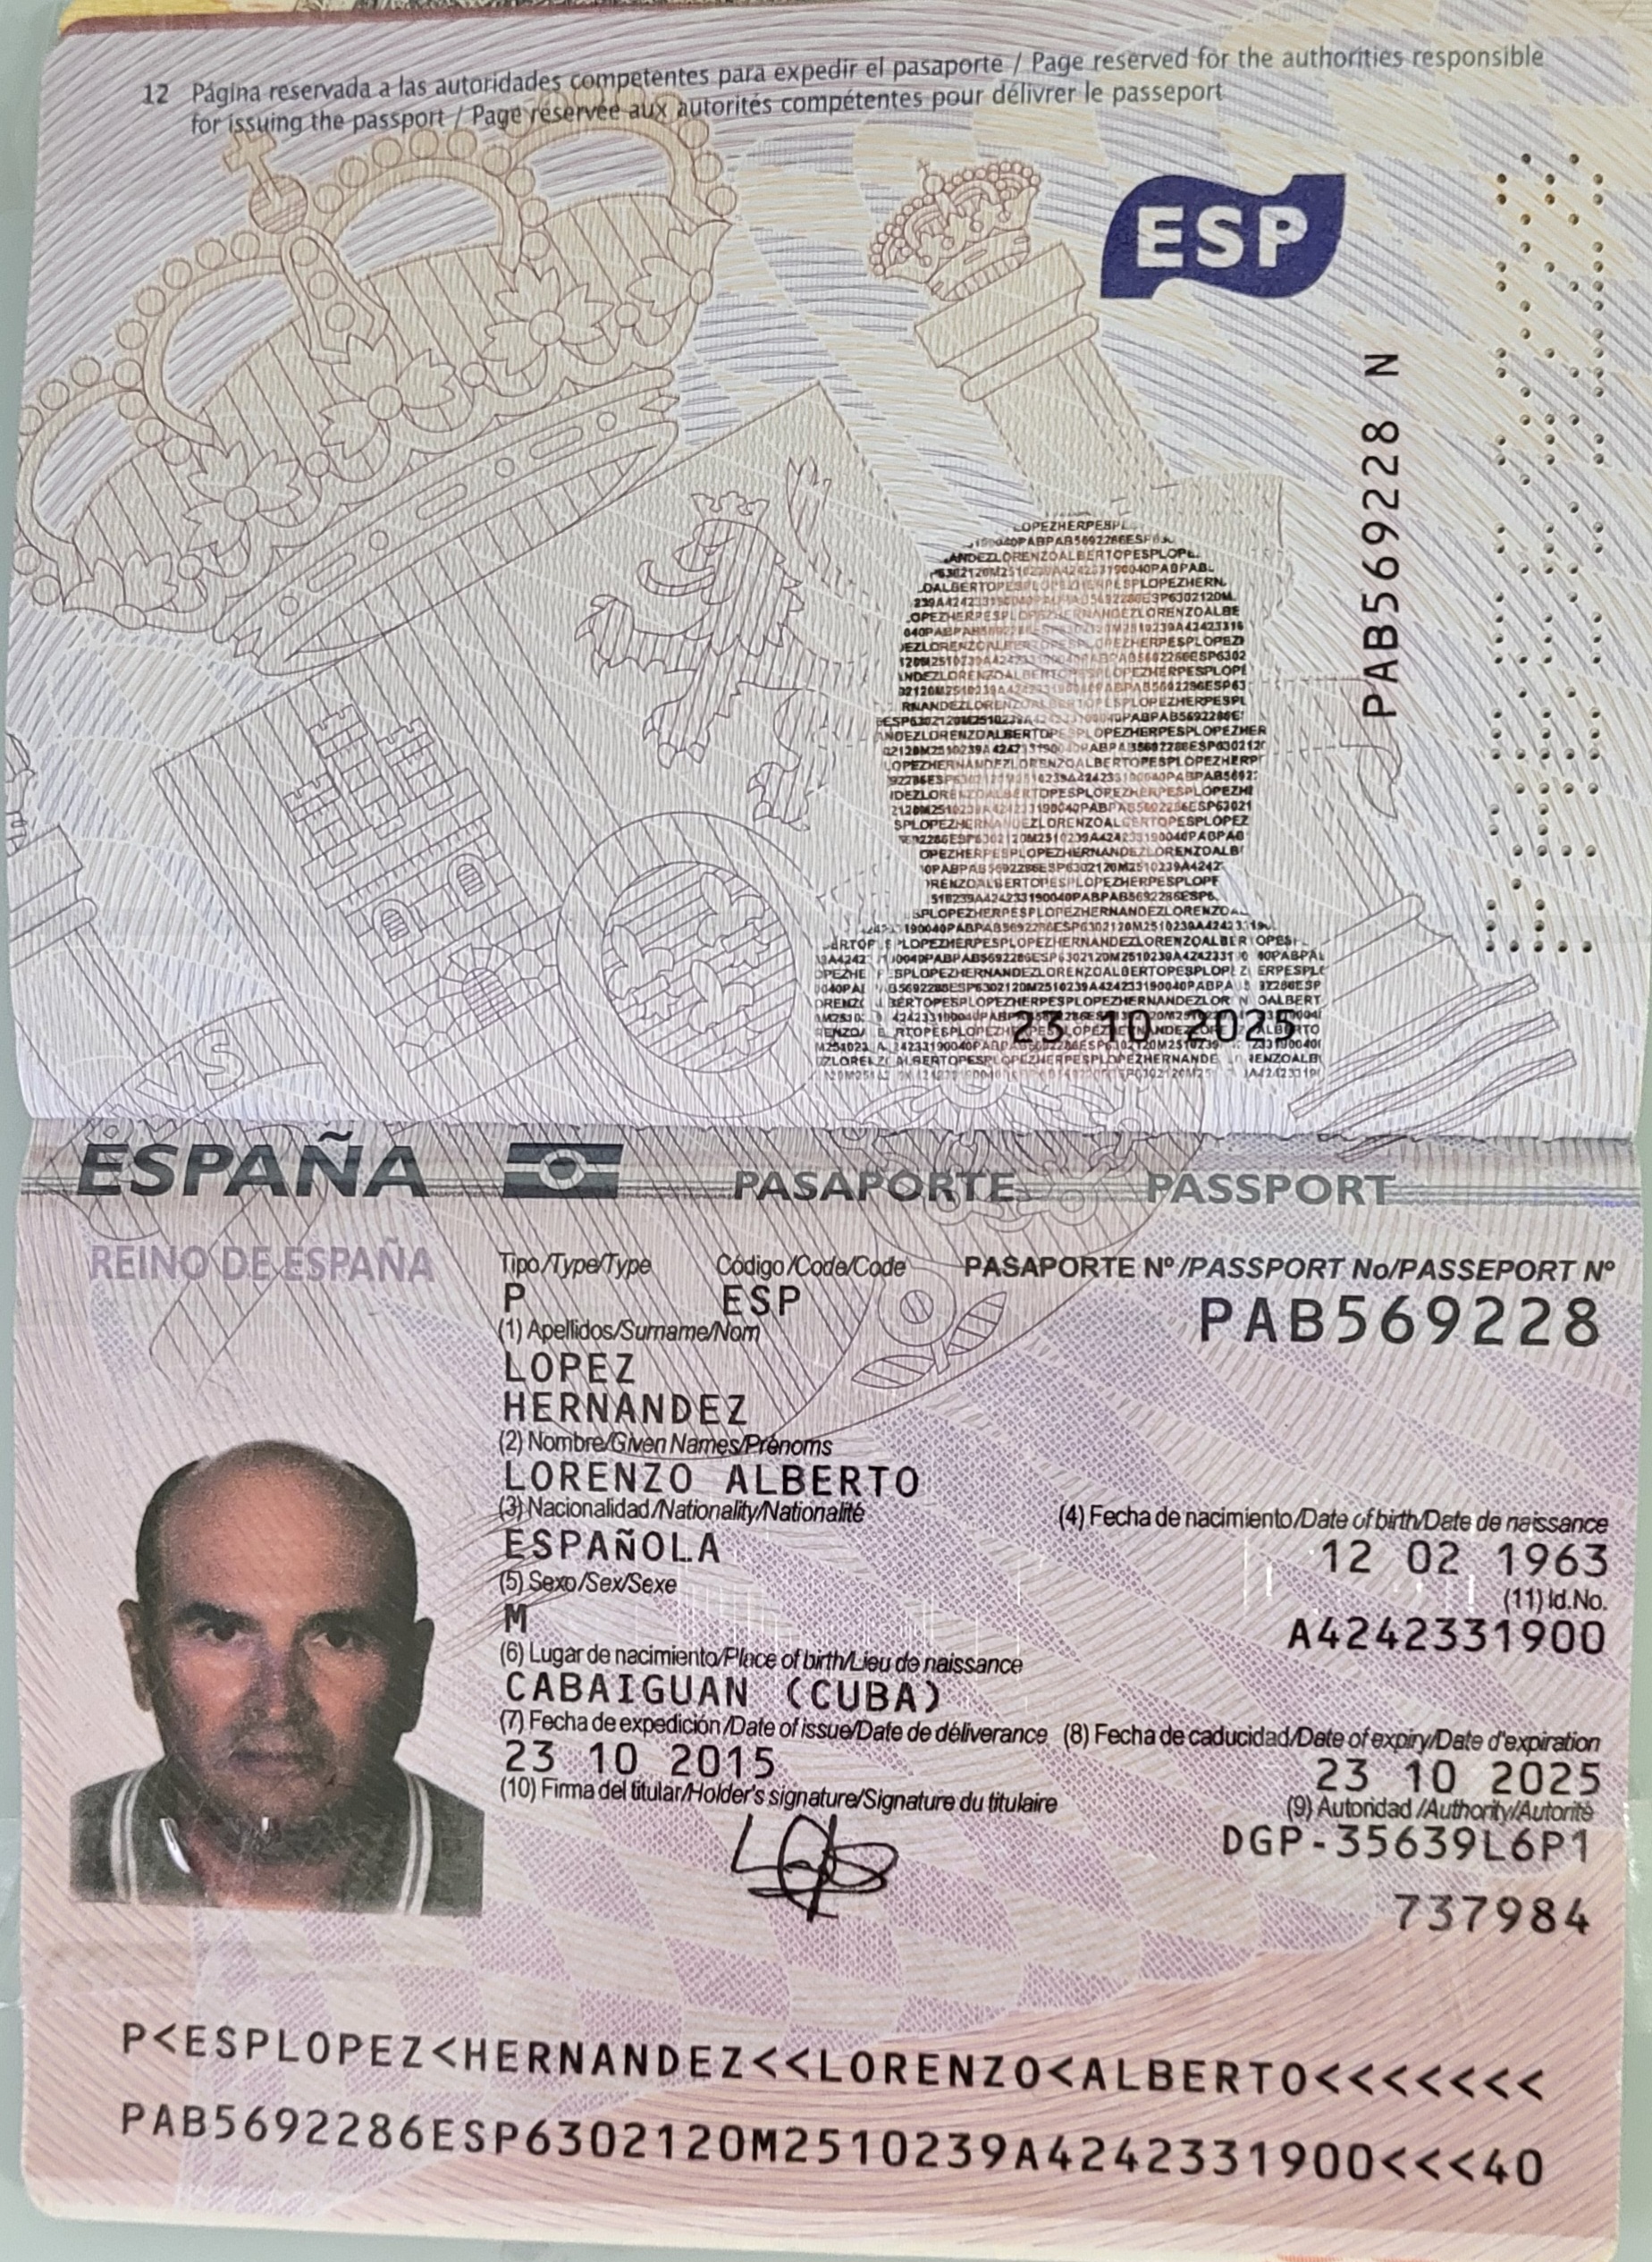 12 Página reservada a las autoridades competentes para expedir el pasaporte / Page reserved for the authorities responsible
for issuing the passport / Page réservée aux autorités compétentes pour délivrer le passeport
ESP
PAB569228 N
23 10 2025
ESPAÑA PASAPORTE PASSPORT
REINO DE ESPAÑA
Tipo/Type/Type Código/Code/Code PASAPORTE Nº/PASSPORT No/PASSEPORT Nº
P ESP PAB569228
(1) Apellidos/Surname/Nom
LOPEZ
HERNANDEZ
(2) Nombre/Given Names/Prénoms
LORENZO ALBERTO
(3) Nacionalidad/Nationality/Nationalité (4) Fecha de nacimiento/Date of birth/Date de naissance
ESPAÑOLA 12 02 1963
(5) Sexo/Sex/Sexe (11) Id.No.
M A4242331900
(6) Lugar de nacimiento/Place of birth/Lieu de naissance
CABAIGUAN (CUBA)
(7) Fecha de expedición/Date of issue/Date de déliverance (8) Fecha de caducidad/Date of expiry/Date d'expiration
23 10 2015 23 10 2025
(10) Firma del titular/Holder's signature/Signature du titulaire (9) Autoridad/Authority/Autorité
DGP-35639L6P1
737984
P<ESPLOPEZ<HERNANDEZ<<LORENZO<ALBERTO<<<<<<<
PAB5692286ESP6302120M2510239A4242331900<<<40